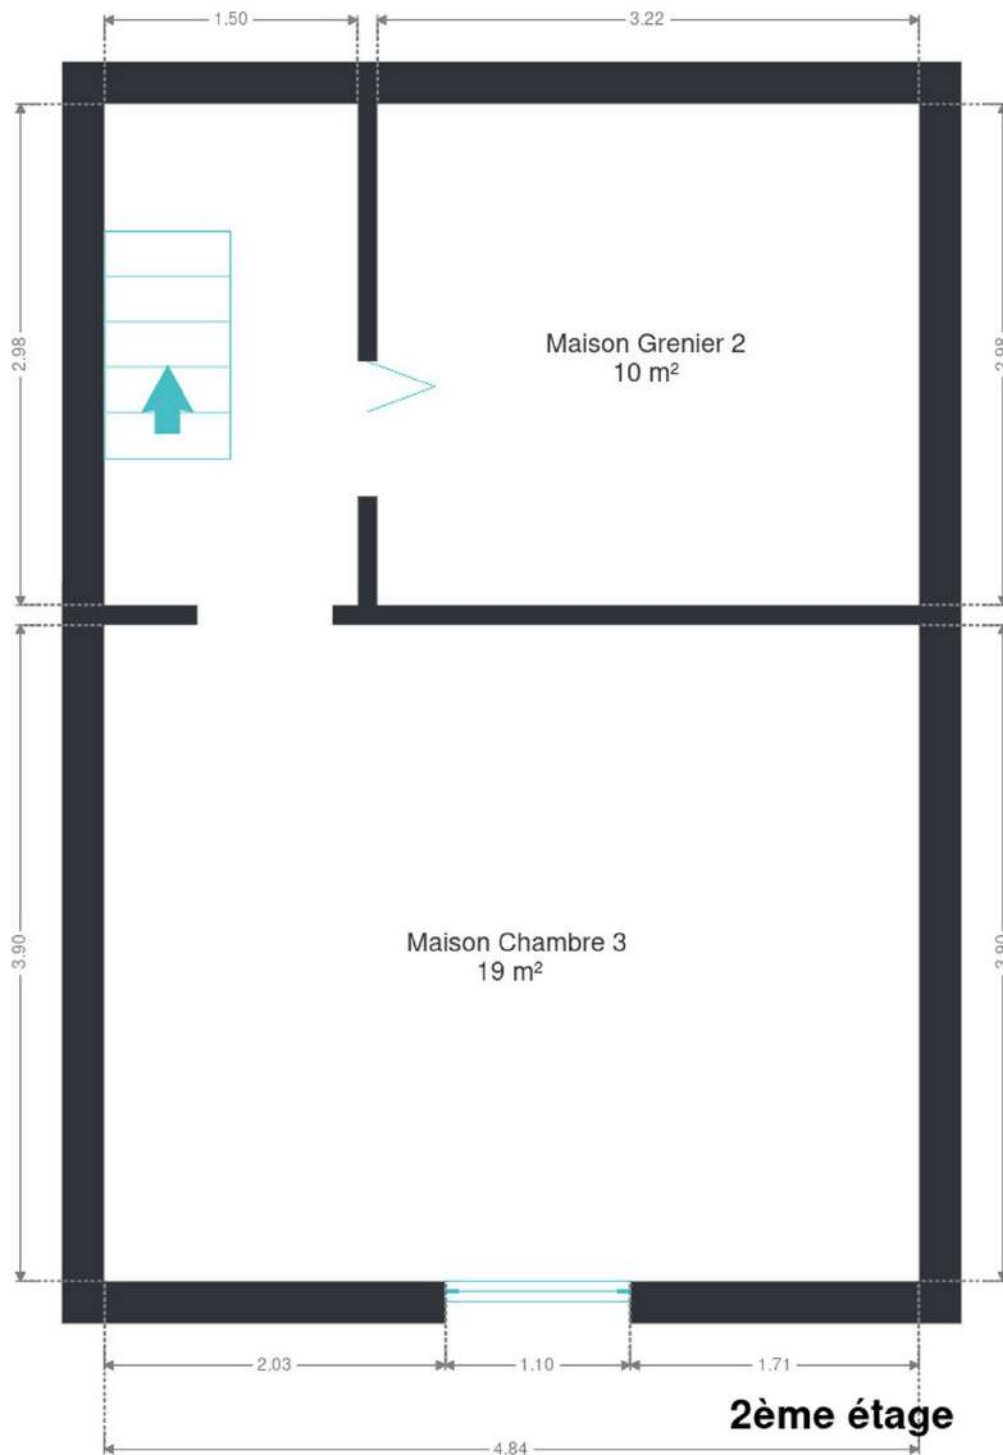 1.50
3.22
2.98
2.98
Maison Grenier 2
10 m²
3.90
3.90
Maison Chambre 3
19 m²
2.03
1.10
1.71
2ème étage
4.84